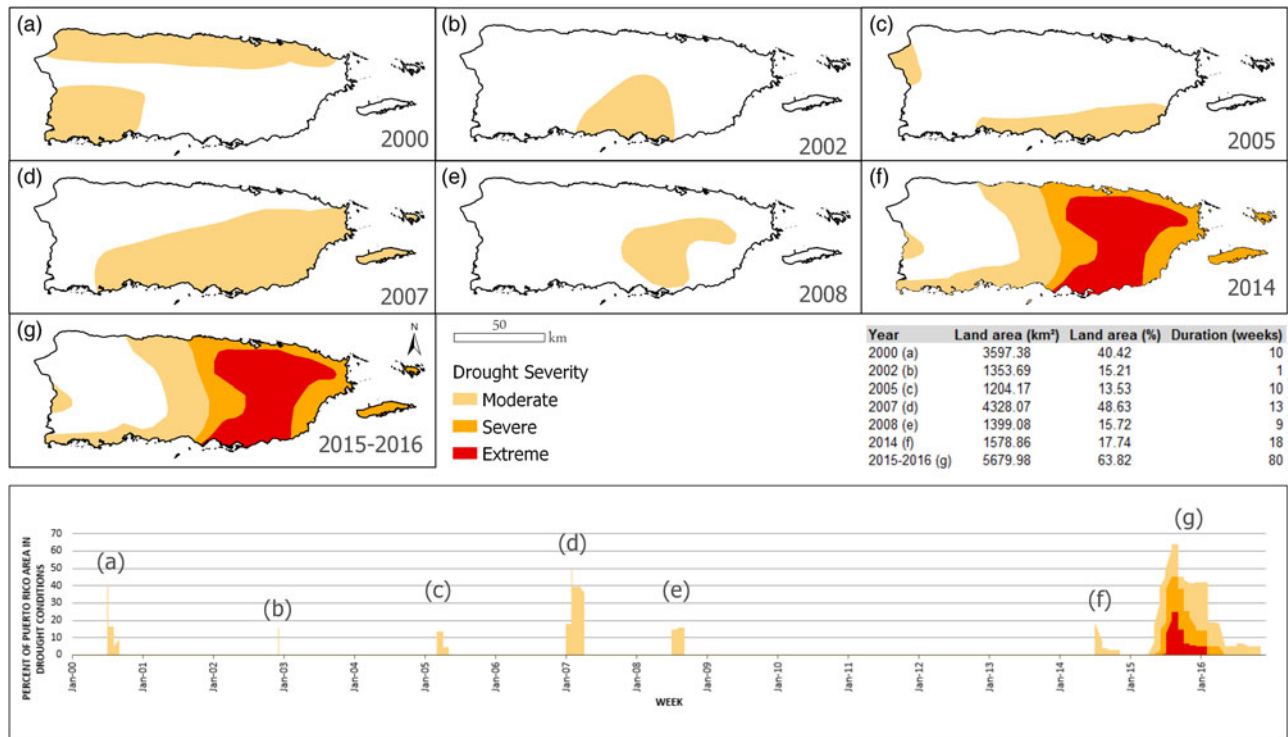 (a)
2000
(b)
2002
(c)
2005
(d)
2007
(e)
2008
(f)
2014
(g)
N
2015-2016
50
km
Drought Severity
Moderate
Severe
Extreme
Year Land area (km²) Land area (%) Duration (weeks)
2000 (a) 3597.38 40.42 10
2002 (b) 1353.69 15.21 1
2005 (c) 1204.17 13.53 10
2007 (d) 4328.07 48.63 13
2008 (e) 1399.08 15.72 9
2014 (f) 1578.86 17.74 18
2015-2016 (g) 5679.98 63.82 80
PERCENT OF PUERTO RICO AREA IN
DROUGHT CONDITIONS
70
60
50
40
30
20
10
0
(a)
(b)
(c)
(d)
(e)
(f)
(g)
Jan-00
Jan-01
Jan-02
Jan-03
Jan-04
Jan-05
Jan-06
Jan-07
Jan-08
Jan-09
Jan-10
Jan-11
Jan-12
Jan-13
Jan-14
Jan-15
Jan-16
WEEK